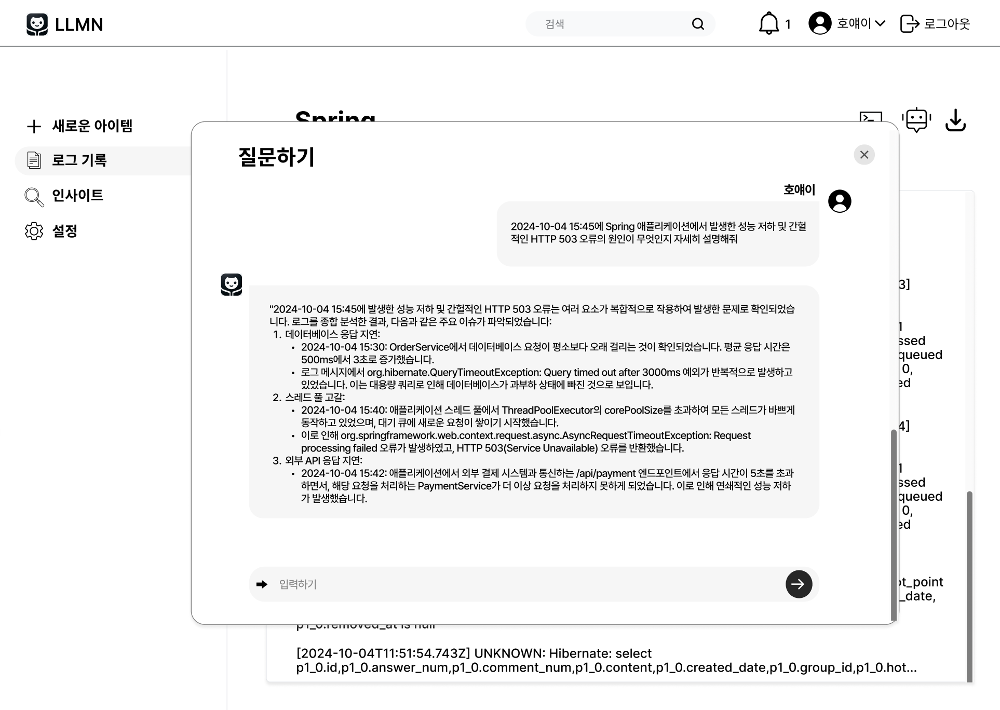 LLMN
검색
1
호얘이
로그아웃
새로운 아이템
로그 기록
인사이트
설정
Spring
질문하기
호얘이
2024-10-04 15:45에 Spring 애플리케이션에서 발생한 성능 저하 및 간헐
적인 HTTP 503 오류의 원인이 무엇인지 자세히 설명해줘
"2024-10-04 15:45에 발생한 성능 저하 및 간헐적인 HTTP 503 오류는 여러 요소가 복합적으로 작용하여 발생한 문제로 확인되었습
니다. 로그를 종합 분석한 결과, 다음과 같은 주요 이슈가 파악되었습니다:
1. 데이터베이스 응답 지연:
• 2024-10-04 15:30: OrderService에서 데이터베이스 요청이 평소보다 오래 걸리는 것이 확인되었습니다. 평균 응답 시간은
500ms에서 3초로 증가했습니다.
• 로그 메시지에서 org.hibernate.QueryTimeoutException: Query timed out after 3000ms 예외가 반복적으로 발생하고
있었습니다. 이는 대용량 쿼리로 인해 데이터베이스가 과부하 상태에 빠진 것으로 보입니다.
2. 스레드 풀 고갈:
• 2024-10-04 15:40: 애플리케이션 스레드 풀에서 ThreadPoolExecutor의 corePoolSize를 초과하여 모든 스레드가 바쁘게
동작하고 있었으며, 대기 큐에 새로운 요청이 쌓이기 시작했습니다.
• 이로 인해 org.springframework.web.context.request.async.AsyncRequestTimeoutException: Request
processing failed 오류가 발생하였고, HTTP 503(Service Unavailable) 오류를 반환했습니다.
3. 외부 API 응답 지연:
• 2024-10-04 15:42: 애플리케이션에서 외부 결제 시스템과 통신하는 /api/payment 엔드포인트에서 응답 시간이 5초를 초과
하면서, 해당 요청을 처리하는 PaymentService가 더 이상 요청을 처리하지 못하게 되었습니다. 이로 인해 연쇄적인 성능 저하
가 발생했습니다.
입력하기
3]
1
ssed
queued
0,
ed
4]
1
ssed
queued
0,
ed
ot_point
_date,
p1_0.removed_at is null
[2024-10-04T11:51:54.743Z] UNKNOWN: Hibernate: select
p1_0.id,p1_0.answer_num,p1_0.comment_num,p1_0.content,p1_0.created_date,p1_0.group_id,p1_0.hot...